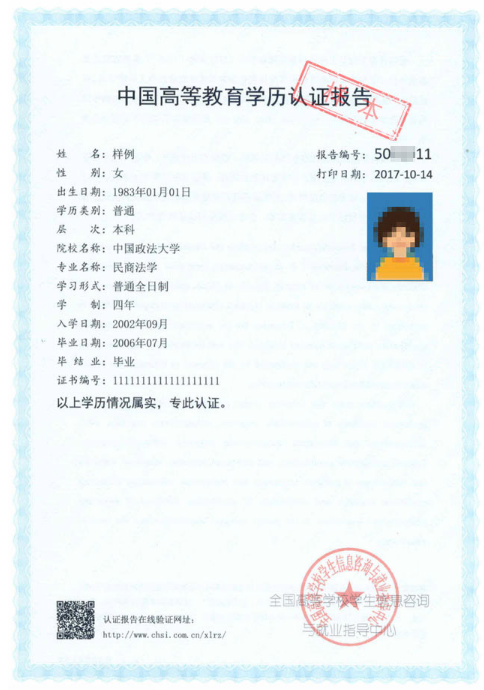 样本
中国高等教育学历认证报告
报告编号: 50 11
打印日期: 2017-10-14
姓 名: 样例
性 别: 女
出生日期: 1983年01月01日
学历类别: 普通
层 次: 本科
院校名称: 中国政法大学
专业名称: 民商法学
学习形式: 普通全日制
学 制: 四年
入学日期: 2002年09月
毕业日期: 2006年07月
毕 结 业: 毕业
证书编号: 1111111111111111111
以上学历情况属实，专此认证。
全国高等学校学生信息咨询
与就业指导中心
认证报告在线验证网址:
http://www.chsi.com.cn/xlrz/